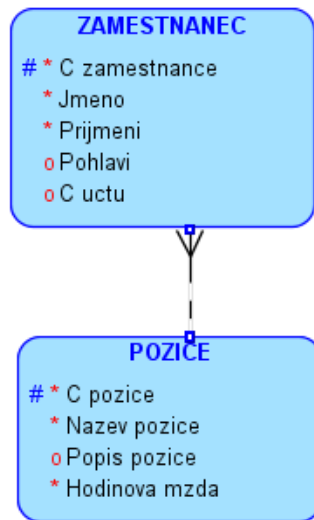 ZAMESTNANEC
# * C zamestnance
* Jmeno
* Prijmeni
o Pohlavi
o C uctu
POZICE
# * C pozice
* Nazev pozice
o Popis pozice
* Hodinova mzda